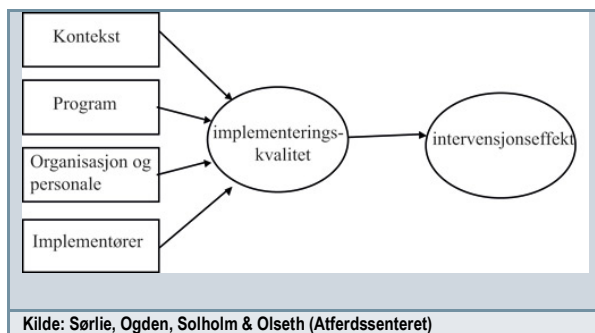 Kontekst
Program
Organisasjon og
personale
Implementører
implementerings-
kvalitet
intervensjonseffekt
Kilde: Sørlie, Ogden, Solholm & Olseth (Atferdssenteret)